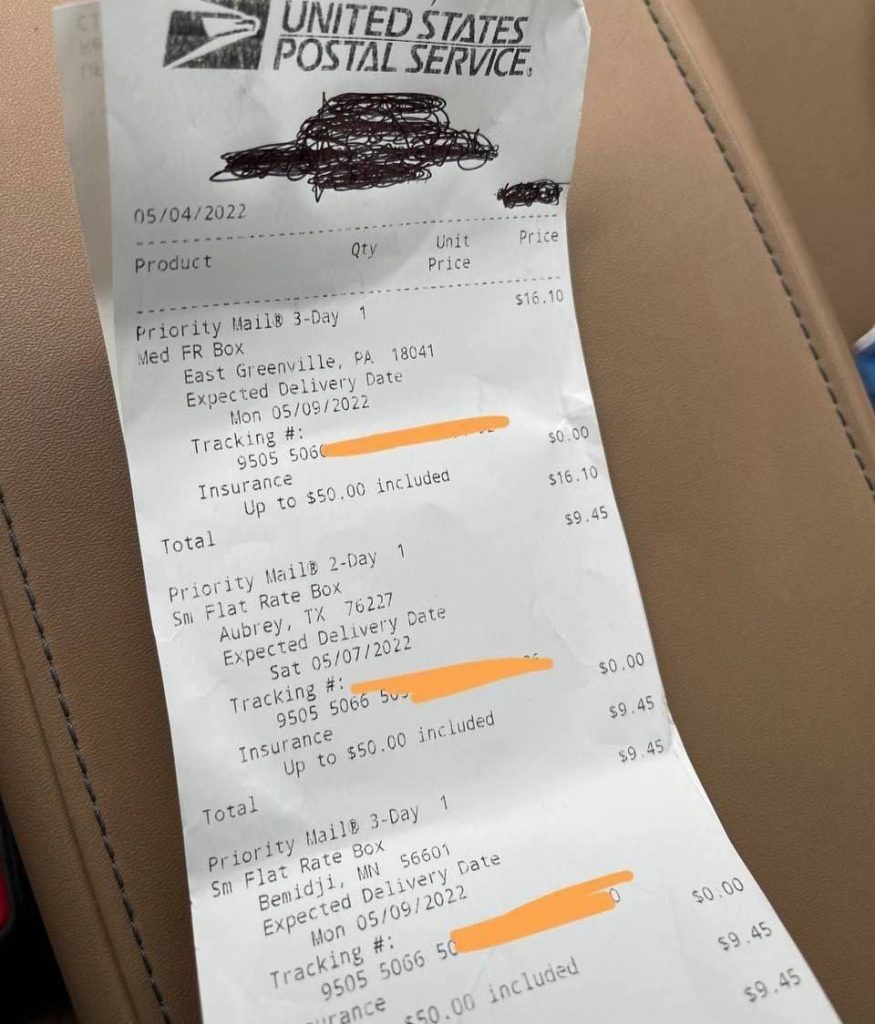 UNITED STATES
POSTAL SERVICE.
05/04/2022
Product Qty Unit Price Price
Priority Mail® 3-Day 1 $16.10
Med FR Box
East Greenville, PA 18041
Expected Delivery Date
Mon 05/09/2022
Tracking #:
9505 506
Insurance $0.00
Up to $50.00 included
Total $16.10
Priority Mail® 2-Day 1 $9.45
Sm Flat Rate Box
Aubrey, TX 76227
Expected Delivery Date
Sat 05/07/2022
Tracking #:
9505 5066
Insurance $0.00
Up to $50.00 included
Total $9.45
Priority Mail® 3-Day 1 $9.45
Sm Flat Rate Box
Bemidji, MN 56601
Expected Delivery Date
Mon 05/09/2022
Tracking #:
9505 5066 50
$0.00
$50.00 included
$9.45
$9.45